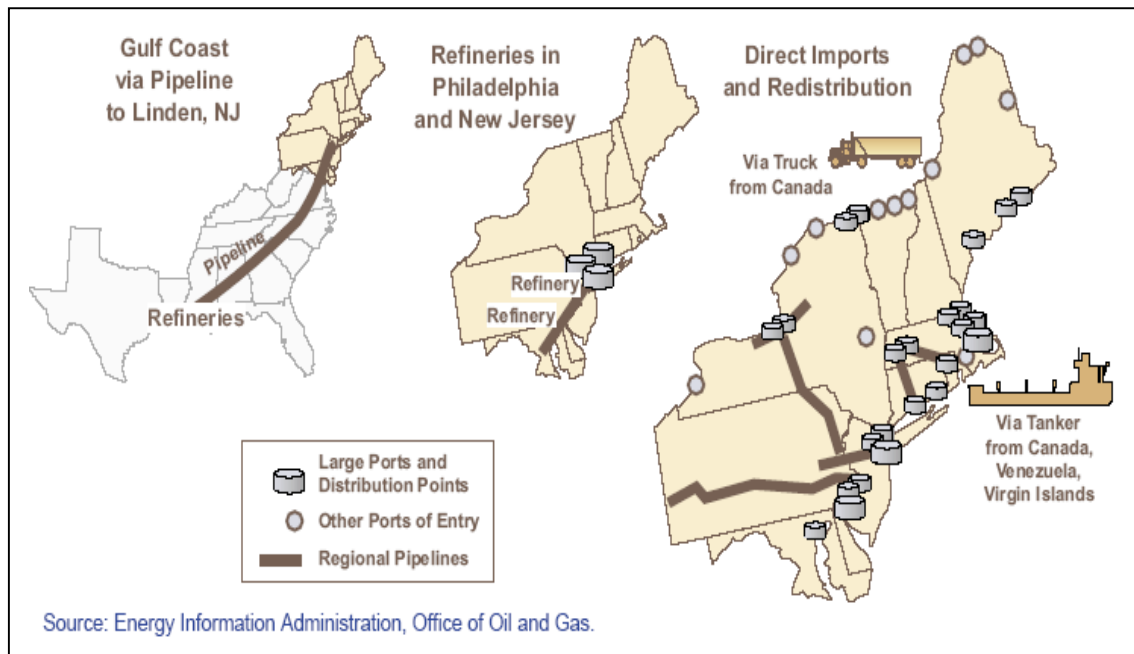 Gulf Coast
via Pipeline
to Linden, NJ
Pipeline
Refineries
Refineries in
Philadelphia
and New Jersey
Refinery
Refinery
Direct Imports
and Redistribution
Via Truck
from Canada
Via Tanker
from Canada,
Venezuela,
Virgin Islands
Large Ports and
Distribution Points
Other Ports of Entry
Regional Pipelines
Source: Energy Information Administration, Office of Oil and Gas.